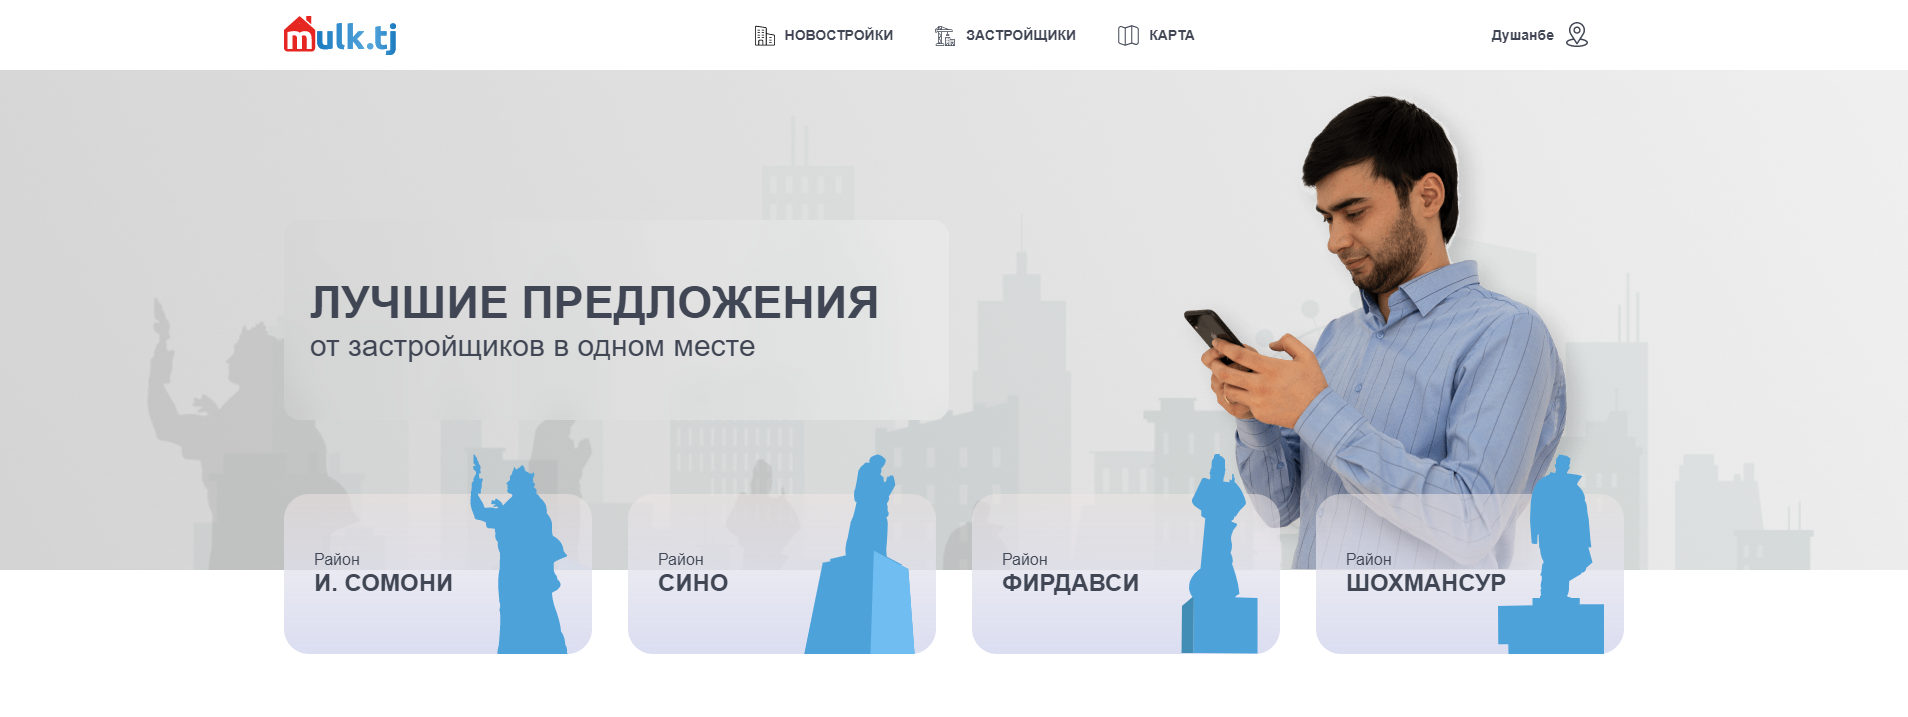 mulk.tj
НОВОСТРОЙКИ
ЗАСТРОЙЩИКИ
КАРТА
Душанбе
ЛУЧШИЕ ПРЕДЛОЖЕНИЯ
от застройщиков в одном месте
Район
И. СОМОНИ
Район
СИНО
Район
ФИРДАВСИ
Район
ШОХМАНСУР